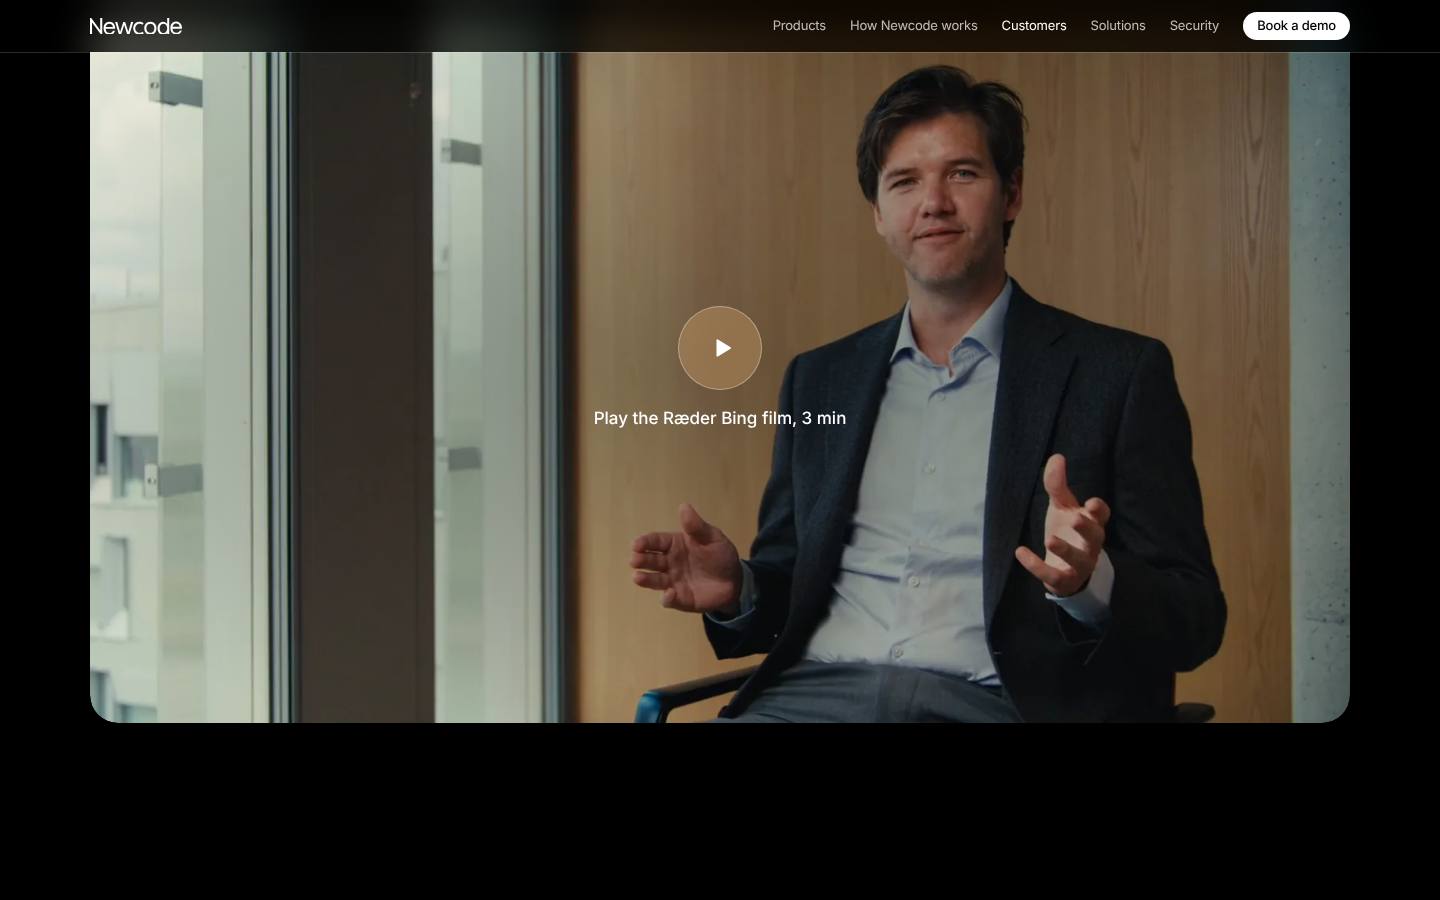 Newcode
Products
How Newcode works
Customers
Solutions
Security
Book a demo
Play the Ræder Bing film, 3 min